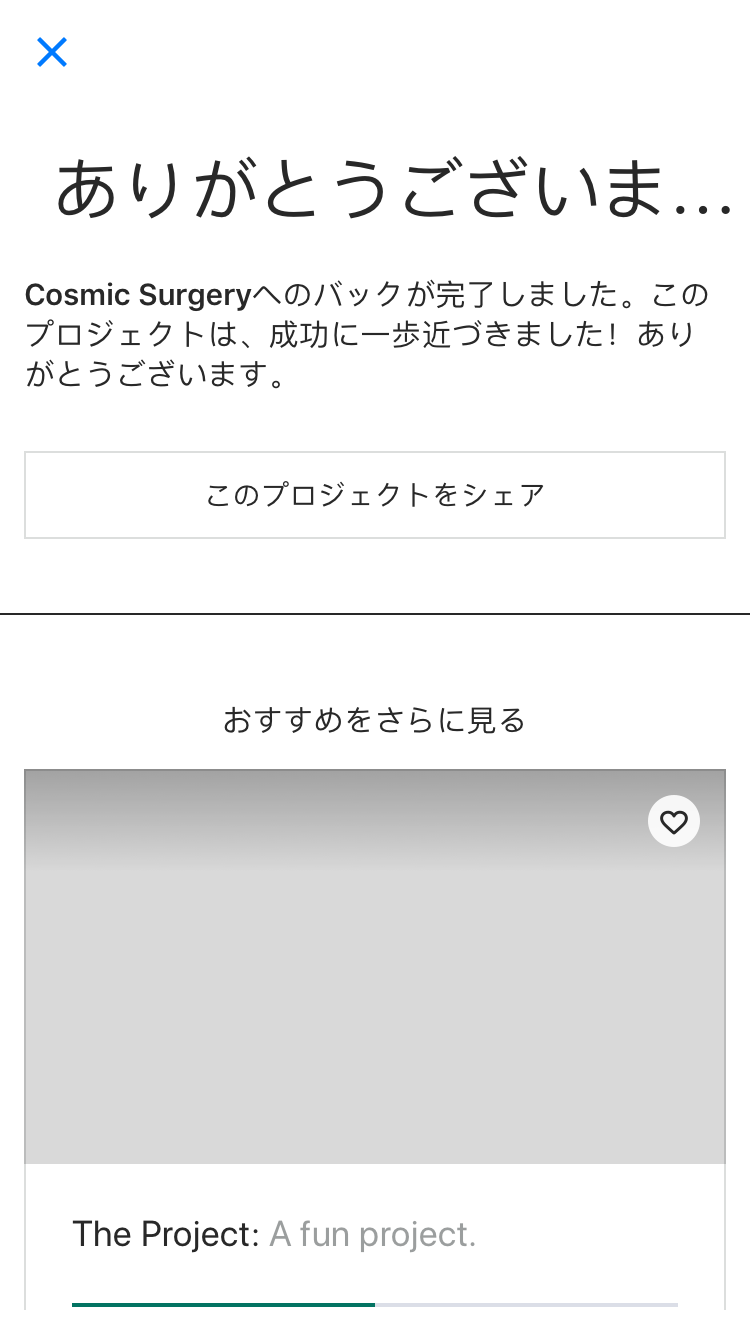 ありがとうございま...
Cosmic Surgeryへのバックが完了しました。この
プロジェクトは、成功に一歩近づきました！あり
がとうございます。
このプロジェクトをシェア
おすすめをさらに見る
The Project: A fun project.